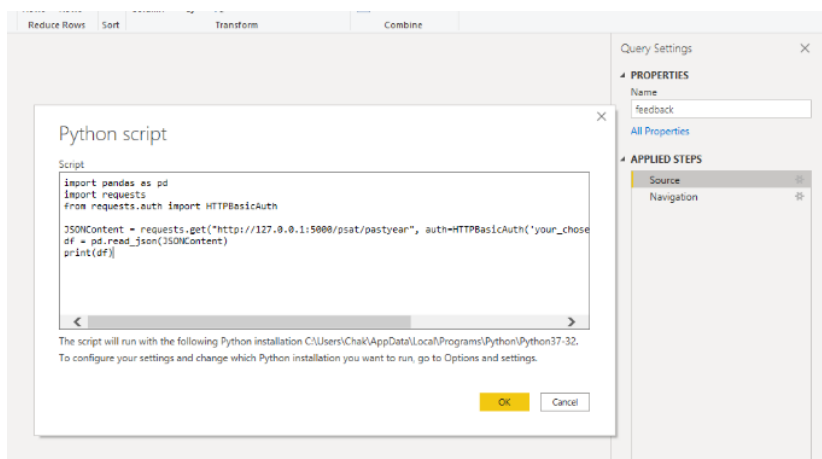 Reduce Rows
Sort
Transform
Combine
Query Settings
PROPERTIES
Name
feedback
All Properties
APPLIED STEPS
Source
Navigation
Python script
Script
import pandas as pd
import requests
from requests.auth import HTTPBasicAuth
JSONContent = requests.get("http://127.0.0.1:5000/psat/pastyear", auth=HTTPBasicAuth('your_chose
df = pd.read_json(JSONContent)
print(df)
The script will run with the following Python installation C:\Users\Chak\AppData\Local\Programs\Python\Python37-32.
To configure your settings and change which Python installation you want to run, go to Options and settings.
OK
Cancel